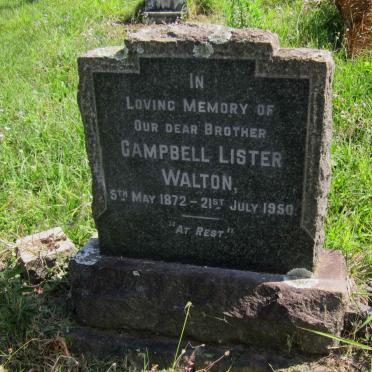 IN
LOVING MEMORY OF
OUR DEAR BROTHER
CAMPBELL LISTER
WALTON,
5TH MAY 1872 - 21ST JULY 1950.
"AT REST"